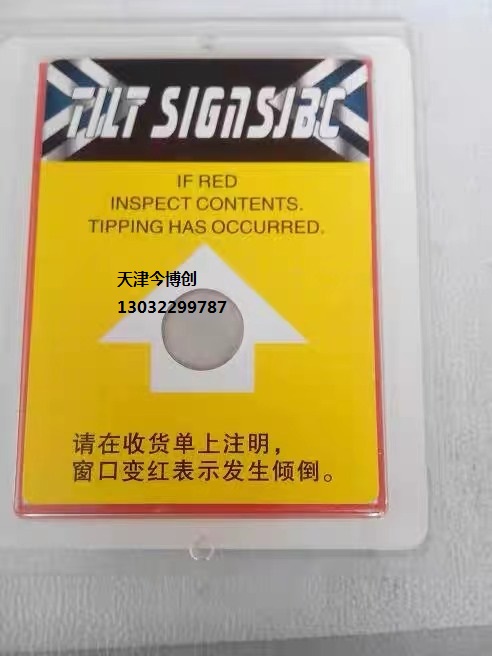 TILT SIGNSJBC
IF RED
INSPECT CONTENTS.
TIPPING HAS OCCURRED.
天津今博创
13032299787
请在收货单上注明，
窗口变红表示发生倾倒。